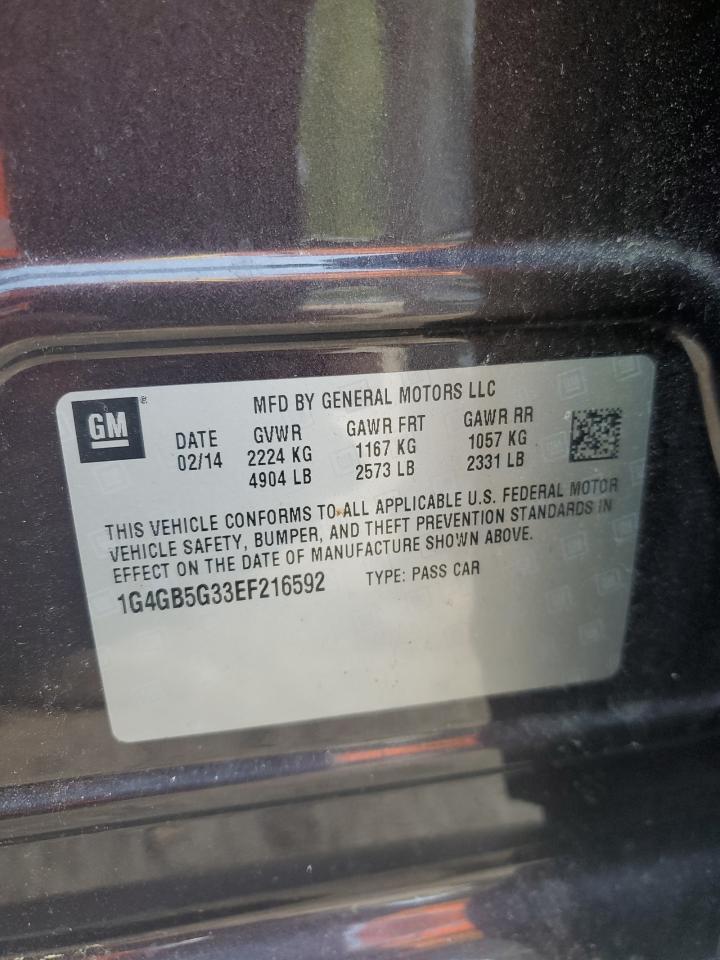 GM ®
MFD BY GENERAL MOTORS LLC
DATE GVWR GAWR FRT GAWR RR
02/14 2224 KG 1167 KG 1057 KG
4904 LB 2573 LB 2331 LB
THIS VEHICLE CONFORMS TO ALL APPLICABLE U.S. FEDERAL MOTOR
VEHICLE SAFETY, BUMPER, AND THEFT PREVENTION STANDARDS IN
EFFECT ON THE DATE OF MANUFACTURE SHOWN ABOVE.
1G4GB5G33EF216592 TYPE: PASS CAR